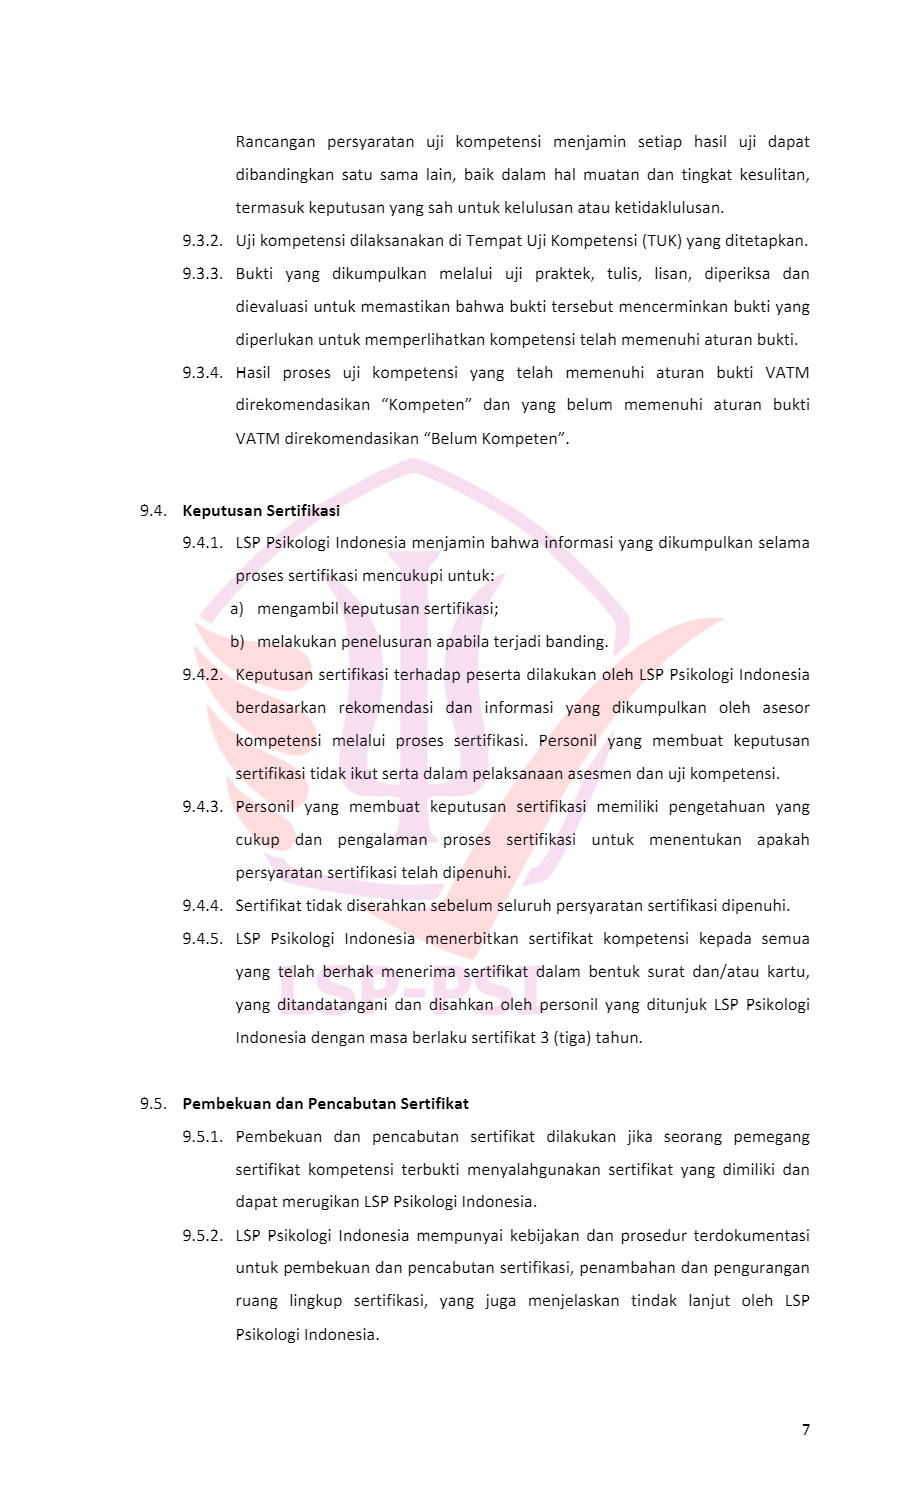 Rancangan persyaratan uji kompetensi menjamin setiap hasil uji dapat
dibandingkan satu sama lain, baik dalam hal muatan dan tingkat kesulitan,
termasuk keputusan yang sah untuk kelulusan atau ketidaklulusan.
9.3.2. Uji kompetensi dilaksanakan di Tempat Uji Kompetensi (TUK) yang ditetapkan.
9.3.3. Bukti yang dikumpulkan melalui uji praktek, tulis, lisan, diperiksa dan
dievaluasi untuk memastikan bahwa bukti tersebut mencerminkan bukti yang
diperlukan untuk memperlihatkan kompetensi telah memenuhi aturan bukti.
9.3.4. Hasil proses uji kompetensi yang telah memenuhi aturan bukti VATM
direkomendasikan “Kompeten” dan yang belum memenuhi aturan bukti
VATM direkomendasikan “Belum Kompeten”.
9.4. Keputusan Sertifikasi
9.4.1. LSP Psikologi Indonesia menjamin bahwa informasi yang dikumpulkan selama
proses sertifikasi mencukupi untuk:
a) mengambil keputusan sertifikasi;
b) melakukan penelusuran apabila terjadi banding.
9.4.2. Keputusan sertifikasi terhadap peserta dilakukan oleh LSP Psikologi Indonesia
berdasarkan rekomendasi dan informasi yang dikumpulkan oleh asesor
kompetensi melalui proses sertifikasi. Personil yang membuat keputusan
sertifikasi tidak ikut serta dalam pelaksanaan asesmen dan uji kompetensi.
9.4.3. Personil yang membuat keputusan sertifikasi memiliki pengetahuan yang
cukup dan pengalaman proses sertifikasi untuk menentukan apakah
persyaratan sertifikasi telah dipenuhi.
9.4.4. Sertifikat tidak diserahkan sebelum seluruh persyaratan sertifikasi dipenuhi.
9.4.5. LSP Psikologi Indonesia menerbitkan sertifikat kompetensi kepada semua
yang telah berhak menerima sertifikat dalam bentuk surat dan/atau kartu,
LSP-PSI
yang ditandatangani dan disahkan oleh personil yang ditunjuk LSP Psikologi
Indonesia dengan masa berlaku sertifikat 3 (tiga) tahun.
9.5. Pembekuan dan Pencabutan Sertifikat
9.5.1. Pembekuan dan pencabutan sertifikat dilakukan jika seorang pemegang
sertifikat kompetensi terbukti menyalahgunakan sertifikat yang dimiliki dan
dapat merugikan LSP Psikologi Indonesia.
9.5.2. LSP Psikologi Indonesia mempunyai kebijakan dan prosedur terdokumentasi
untuk pembekuan dan pencabutan sertifikasi, penambahan dan pengurangan
ruang lingkup sertifikasi, yang juga menjelaskan tindak lanjut oleh LSP
Psikologi Indonesia.
7